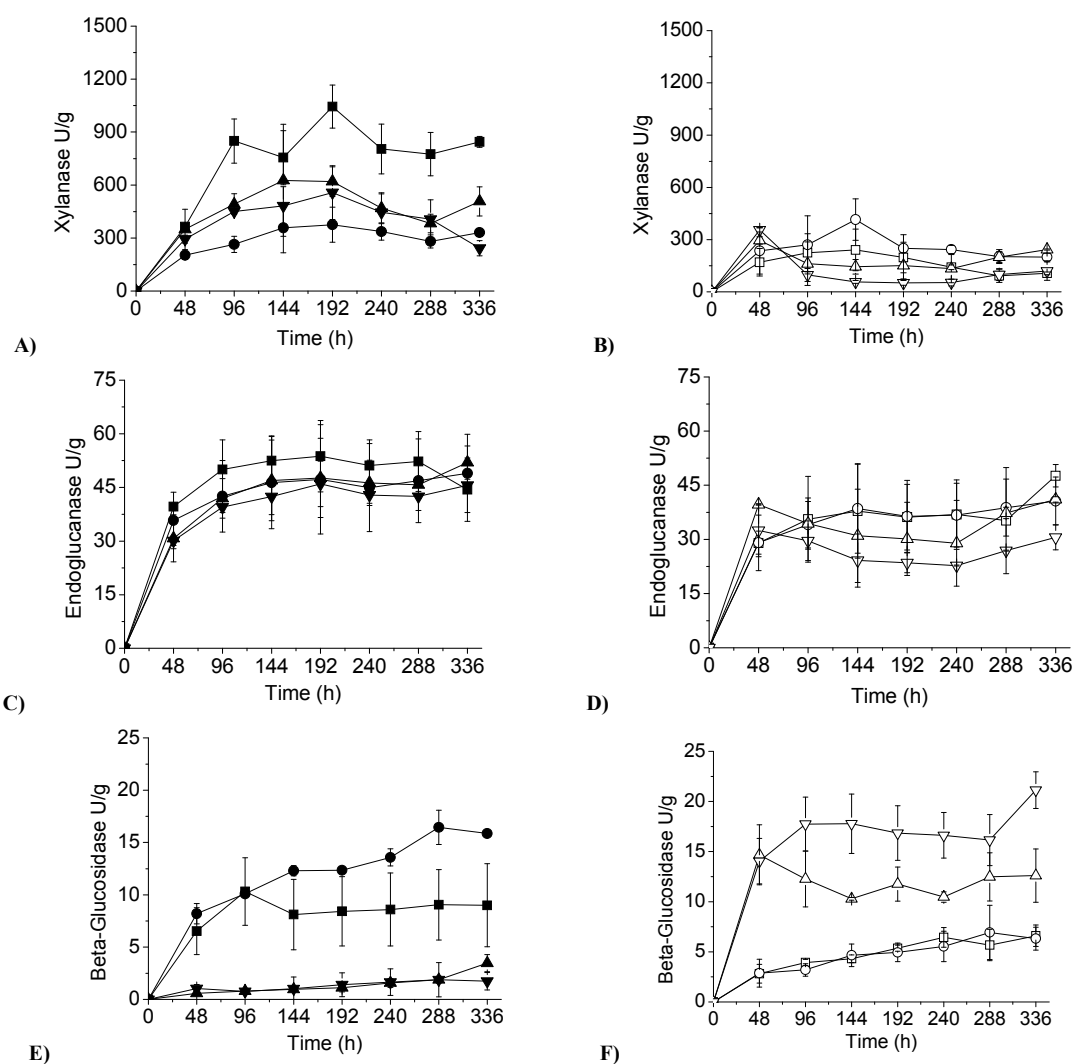 1500
1200
900
600
300
0
Xylanase U/g
0 48 96 144 192 240 288 336
Time (h)
A)
1500
1200
900
600
300
0
Xylanase U/g
0 48 96 144 192 240 288 336
Time (h)
B)
75
60
45
30
15
0
Endoglucanase U/g
0 48 96 144 192 240 288 336
Time (h)
C)
75
60
45
30
15
0
Endoglucanase U/g
0 48 96 144 192 240 288 336
Time (h)
D)
25
20
15
10
5
0
Beta-Glucosidase U/g
0 48 96 144 192 240 288 336
Time (h)
E)
25
20
15
10
5
0
Beta-Glucosidase U/g
0 48 96 144 192 240 288 336
Time (h)
F)